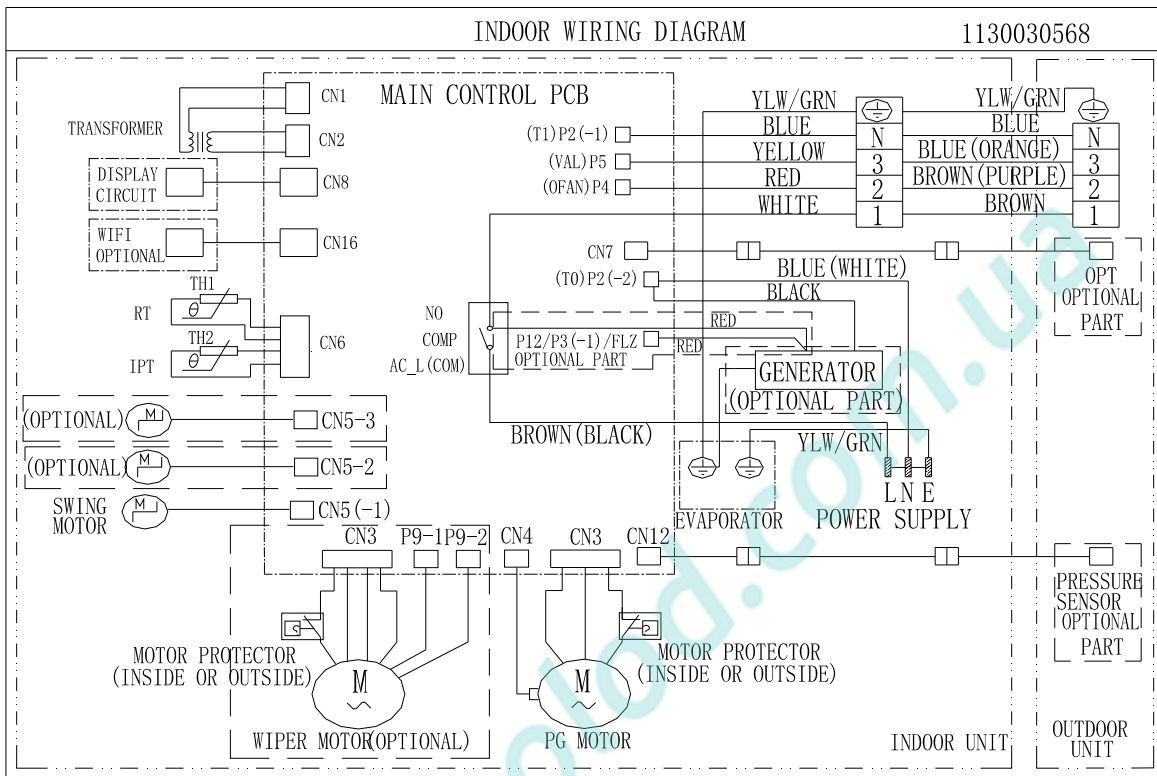 INDOOR WIRING DIAGRAM
1130030568
MAIN CONTROL PCB
CN1
TRANSFORMER
CN2
DISPLAY
CIRCUIT
CN8
WIFI
OPTIONAL
CN16
TH1
θ
RT
TH2
θ
IPT
CN6
(OPTIONAL)
M
CN5-3
(OPTIONAL)
M
CN5-2
SWING
MOTOR
M
CN5(-1)
(T1)P2(-1)
(VAL)P5
(OFAN)P4
YLW/GRN
BLUE
YELLOW
RED
WHITE
N
3
2
1
YLW/GRN
BLUE
BLUE(ORANGE)
BROWN(PURPLE)
BROWN
N
3
2
1
CN7
OPT
OPTIONAL
PART
(T0)P2(-2)
BLUE(WHITE)
BLACK
NO
COMP
AC_L(COM)
RED
P12/P3(-1)/FLZ
OPTIONAL PART
RED
GENERATOR
(OPTIONAL PART)
BROWN(BLACK)
YLW/GRN
EVAPORATOR
L N E
POWER SUPPLY
CN3
P9-1
P9-2
CN4
CN3
CN12
PRESSURE
SENSOR
OPTIONAL
PART
MOTOR PROTECTOR
(INSIDE OR OUTSIDE)
M
WIPER MOTOR(OPTIONAL)
M
PG MOTOR
MOTOR PROTECTOR
(INSIDE OR OUTSIDE)
INDOOR UNIT
OUTDOOR
UNIT
olod.com.ua